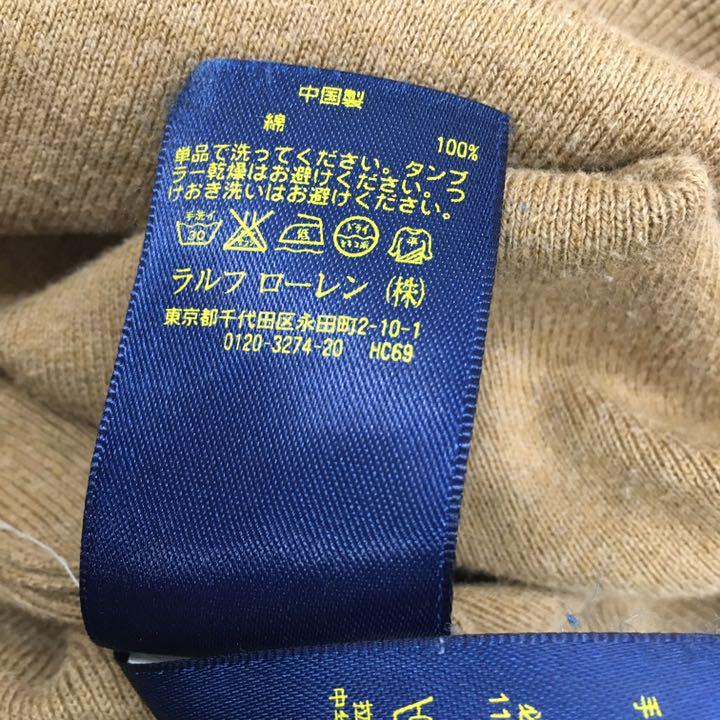 中国製
綿 100%
単品で洗ってください。タンブ
ラー乾燥はお避けください。つ
けおき洗いはお避けください。
手洗イ 30 低 ドライ
ラルフ ローレン (株)
東京都千代田区永田町2-10-1
0120-3274-20 HC69
手
11
中